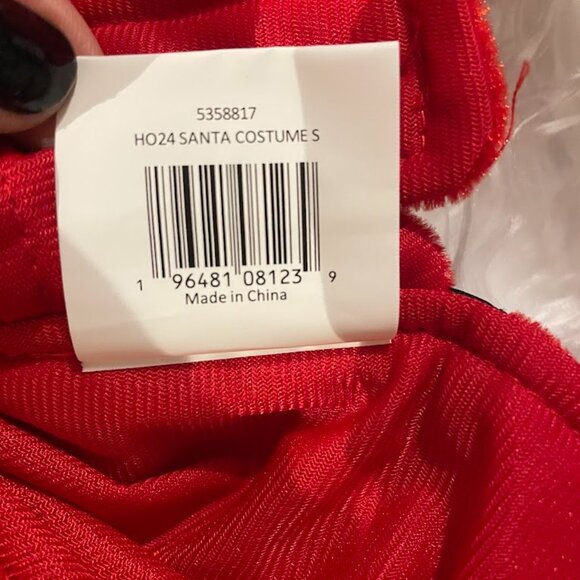 5358817
HO24 SANTA COSTUME S
1 96481 08123 9
Made in China